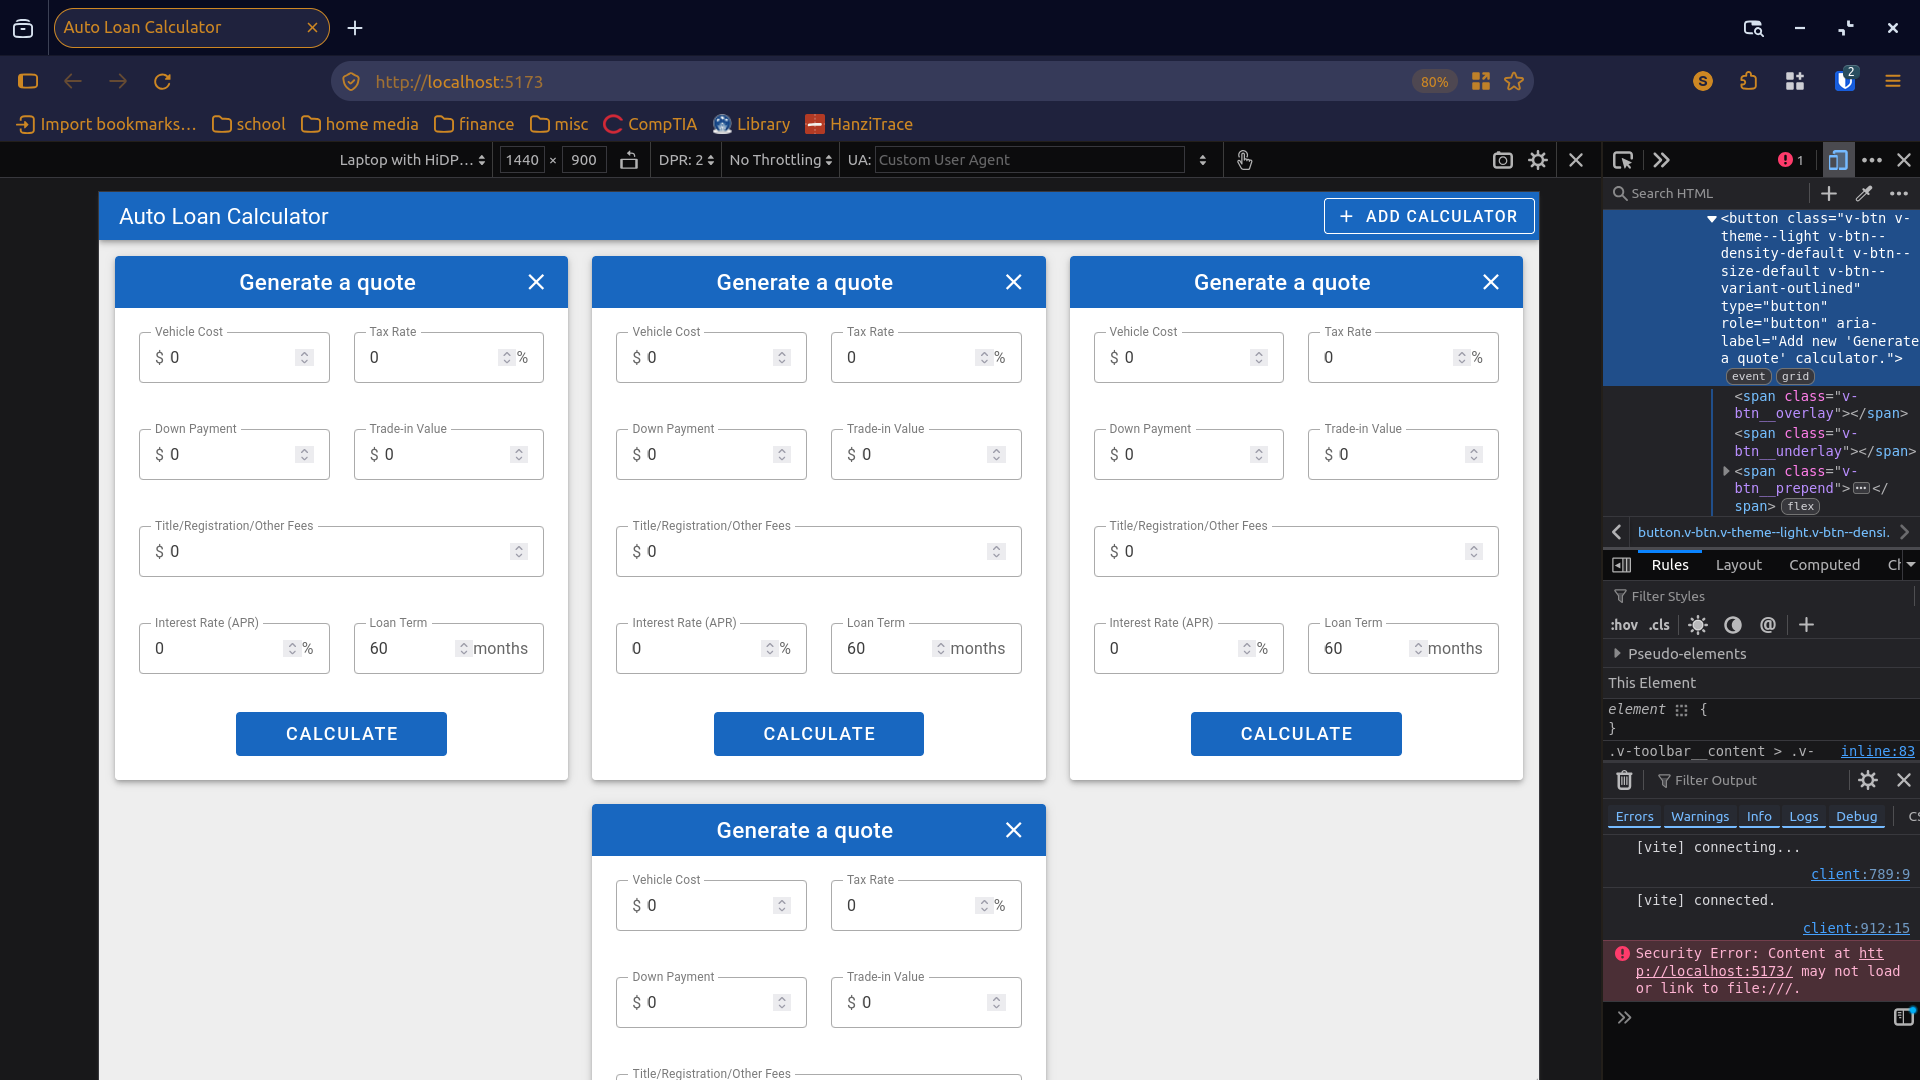 Auto Loan Calculator
http://localhost:5173
80%
S
2
Import bookmarks...
school
home media
finance
misc
CompTIA
Library
HanziTrace
Laptop with HiDP...
1440 × 900
DPR: 2
No Throttling
UA: Custom User Agent
1
Auto Loan Calculator
+ ADD CALCULATOR
Generate a quote
Vehicle Cost
Tax Rate
$ 0
0 %
Down Payment
Trade-in Value
$ 0
$ 0
Title/Registration/Other Fees
$ 0
Interest Rate (APR)
Loan Term
0 %
60 months
CALCULATE
Generate a quote
Vehicle Cost
Tax Rate
$ 0
0 %
Down Payment
Trade-in Value
$ 0
$ 0
Title/Registration/Other Fees
$ 0
Interest Rate (APR)
Loan Term
0 %
60 months
CALCULATE
Generate a quote
Vehicle Cost
Tax Rate
$ 0
0 %
Down Payment
Trade-in Value
$ 0
$ 0
Title/Registration/Other Fees
$ 0
Interest Rate (APR)
Loan Term
0 %
60 months
CALCULATE
Generate a quote
Vehicle Cost
Tax Rate
$ 0
0 %
Down Payment
Trade-in Value
$ 0
$ 0
Title/Registration/Other Fees
Search HTML
<button class="v-btn v-
theme--light v-btn--
density-default v-btn--
size-default v-btn--
variant-outlined"
type="button"
role="button" aria-
label="Add new 'Generate
a quote' calculator.">
event grid
<span class="v-
btn__overlay"></span>
<span class="v-
btn__underlay"></span>
<span class="v-
btn__prepend">…</
span> flex
button.v-btn.v-theme--light.v-btn--densi.
Rules
Layout
Computed
Filter Styles
:hov .cls @ +
Pseudo-elements
This Element
element {
}
.v-toolbar__content > .v- inline:83
Filter Output
Errors
Warnings
Info
Logs
Debug
[vite] connecting...
client:789:9
[vite] connected.
client:912:15
Security Error: Content at htt
p://localhost:5173/ may not load
or link to file:///.